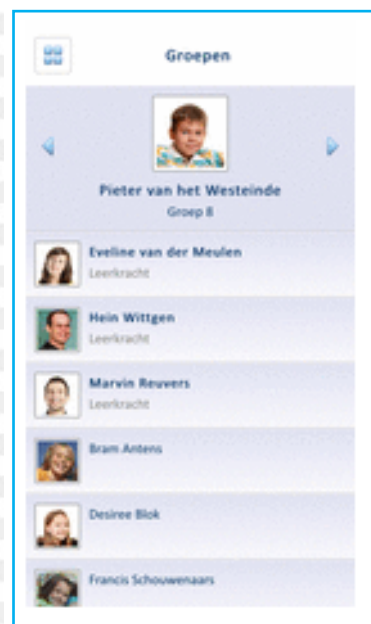 Groepen
Pieter van het Westeinde
Groep 8
Eveline van der Meulen
Leerkracht
Hein Wittgen
Leerkracht
Marvin Reuvers
Leerkracht
Bram Antens
Desiree Blok
Francis Schouwenaars